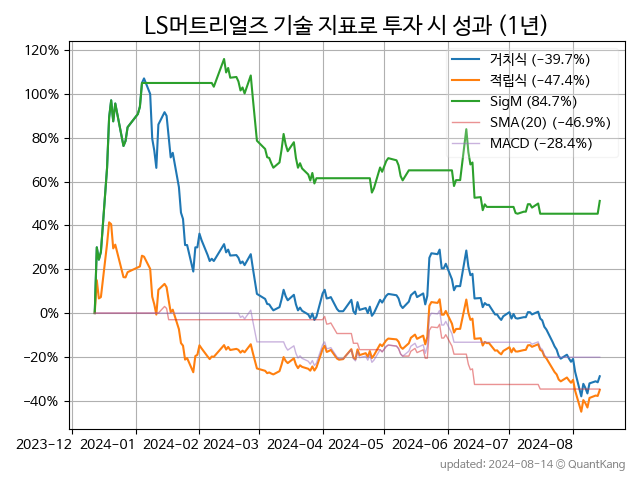 LS머트리얼즈 기술 지표로 투자 시 성과 (1년)
120%
100%
80%
60%
40%
20%
0%
−20%
−40%
거치식 (−39.7%)
적립식 (−47.4%)
SigM (84.7%)
SMA(20) (−46.9%)
MACD (−28.4%)
2023-12 2024-01 2024-02 2024-03 2024-04 2024-05 2024-06 2024-07 2024-08
updated: 2024-08-14 © QuantKang